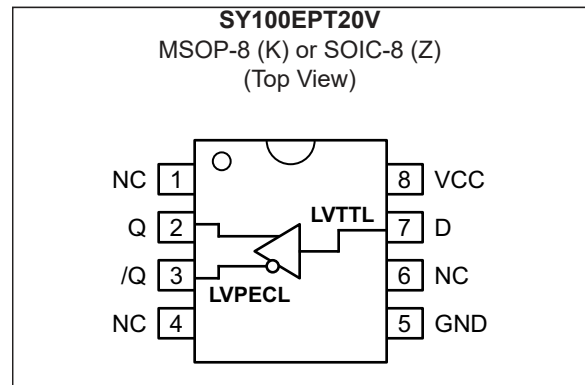 SY100EPT20V
MSOP-8 (K) or SOIC-8 (Z)
(Top View)
NC 1
8 VCC
Q 2
LVTTL
7 D
/Q 3
LVPECL
6 NC
NC 4
5 GND